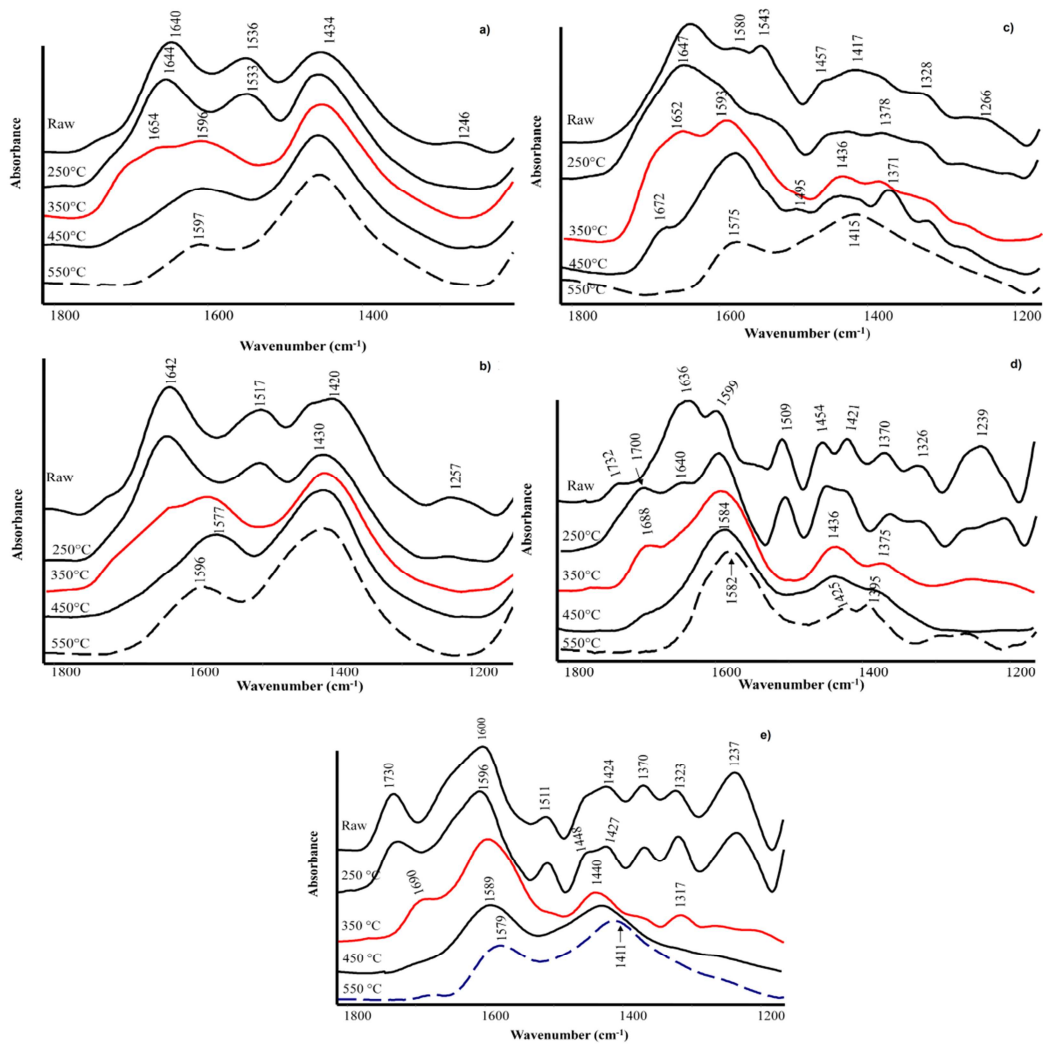 a)
1640
1536
1434
1644
1533
1654
1596
1246
1597
Raw
250°C
350°C
450°C
550°C
Absorbance
1800 1600 1400
Wavenumber (cm⁻¹)
c)
1580
1543
1647
1457
1417
1328
1652
1593
1378
1266
1436
1371
1672
1495
1575
1415
Raw
250°C
350°C
450°C
550°C
Absorbance
1800 1600 1400 1200
Wavenumber (cm⁻¹)
b)
1642
1517
1420
1430
1257
1577
1596
Raw
250°C
350°C
450°C
550°C
Absorbance
1800 1600 1400 1200
Wavenumber (cm⁻¹)
d)
1636
1599
1509
1454
1421
1370
1326
1239
1732
1700
1640
1688
1584
1436
1375
1582
1425
1395
Raw
250°C
350°C
450°C
550°C
Absorbance
1800 1600 1400 1200
Wavenumber (cm⁻¹)
e)
1600
1730
1596
1511
1424
1370
1323
1237
1448
1427
1690
1589
1440
1317
1579
1411
Raw
250 °C
350 °C
450 °C
550 °C
Absorbance
1800 1600 1400 1200
Wavenumber (cm⁻¹)